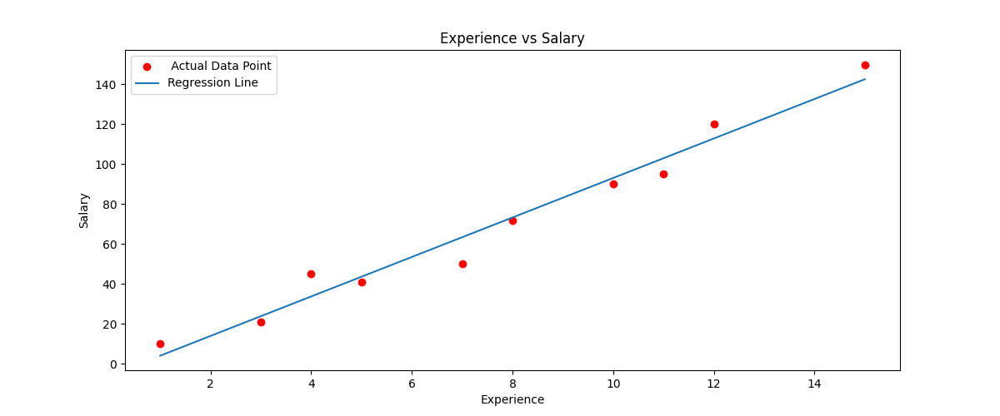 Experience vs Salary
Actual Data Point
Regression Line
140
120
100
80
60
40
20
0
Salary
2 4 6 8 10 12 14
Experience